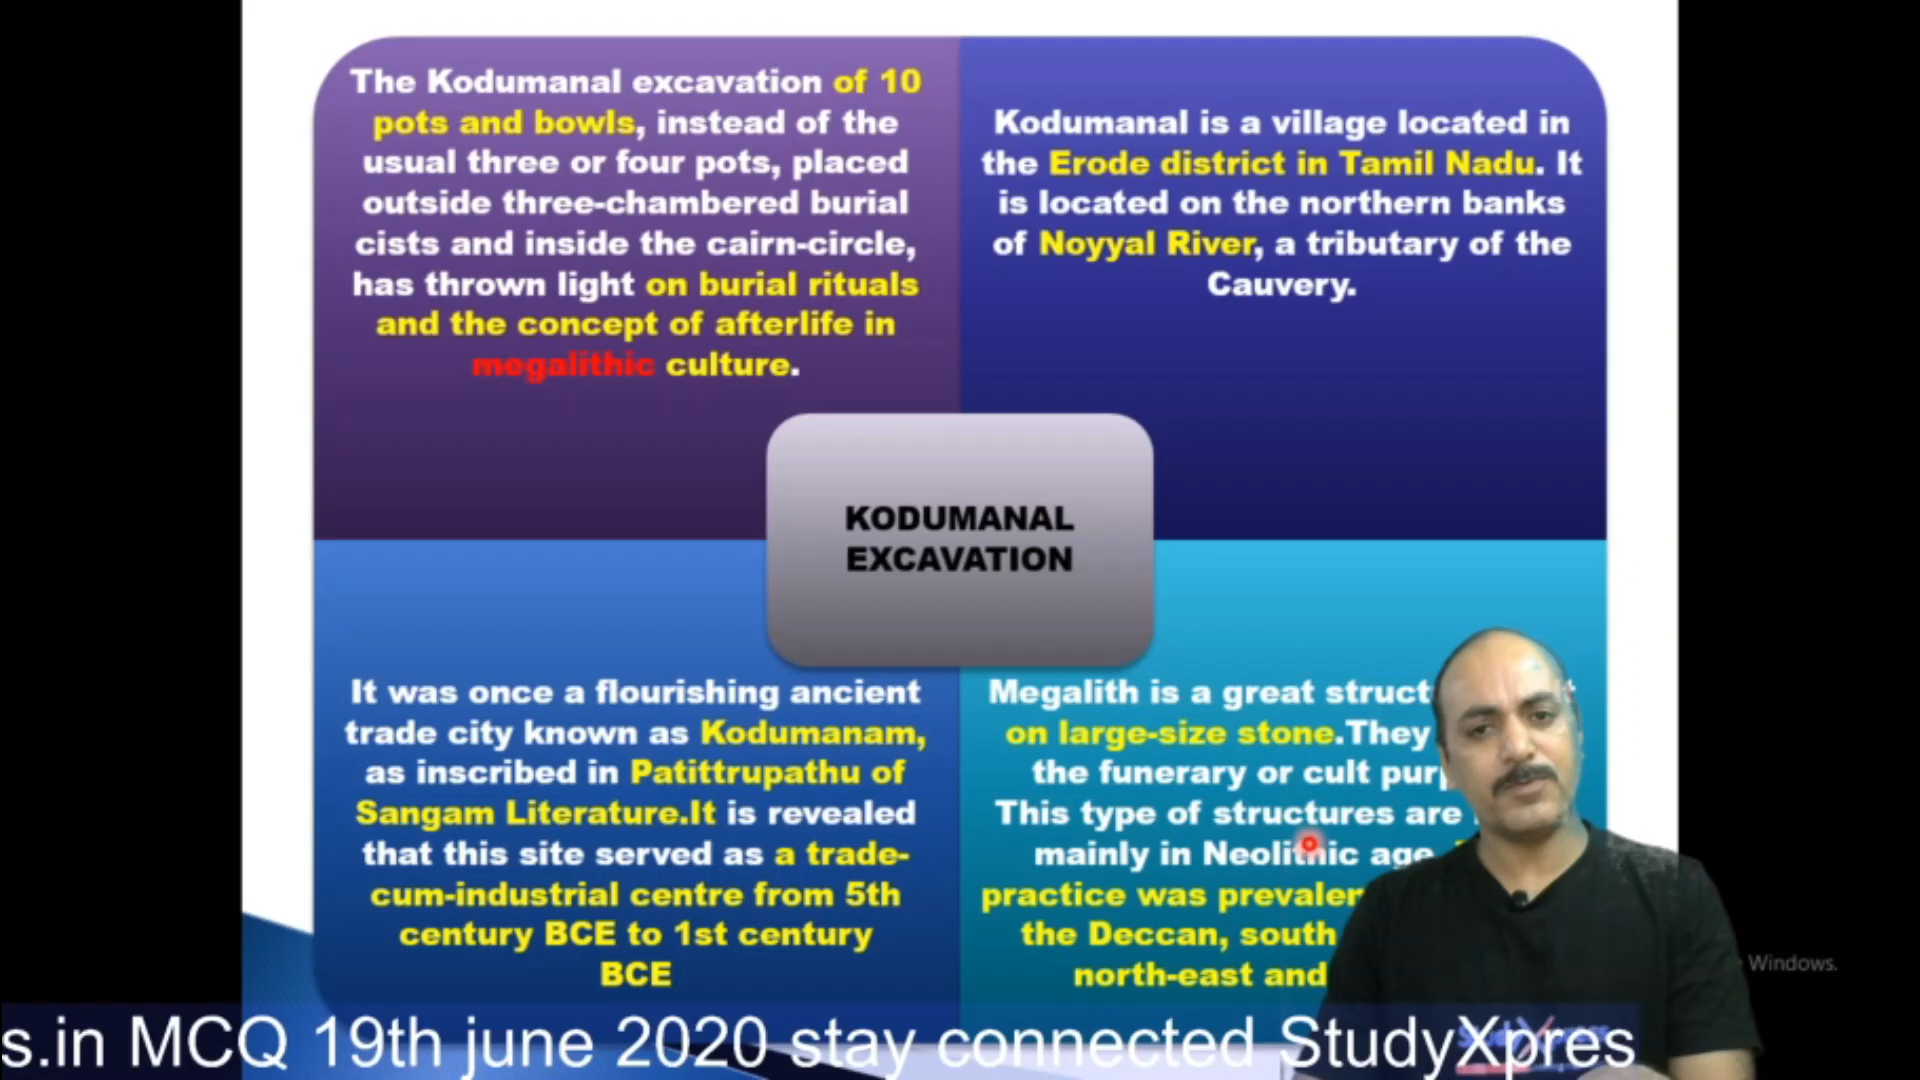 The Kodumanal excavation of 10
pots and bowls, instead of the
usual three or four pots, placed
outside three-chambered burial
cists and inside the cairn-circle,
has thrown light on burial rituals
and the concept of afterlife in
megalithic culture.
Kodumanal is a village located in
the Erode district in Tamil Nadu. It
is located on the northern banks
of Noyyal River, a tributary of the
Cauvery.
KODUMANAL
EXCAVATION
It was once a flourishing ancient
trade city known as Kodumanam,
as inscribed in Patittrupathu of
Sangam Literature.It is revealed
that this site served as a trade-
cum-industrial centre from 5th
century BCE to 1st century
BCE
Megalith is a great
on large-size stone.They
the funerary or cult
This type of structures are
mainly in Neolithic age
practice was
the Deccan, south
north-east and
Windows.
s.in MCQ 19th june 2020 stay connected StudyXpres